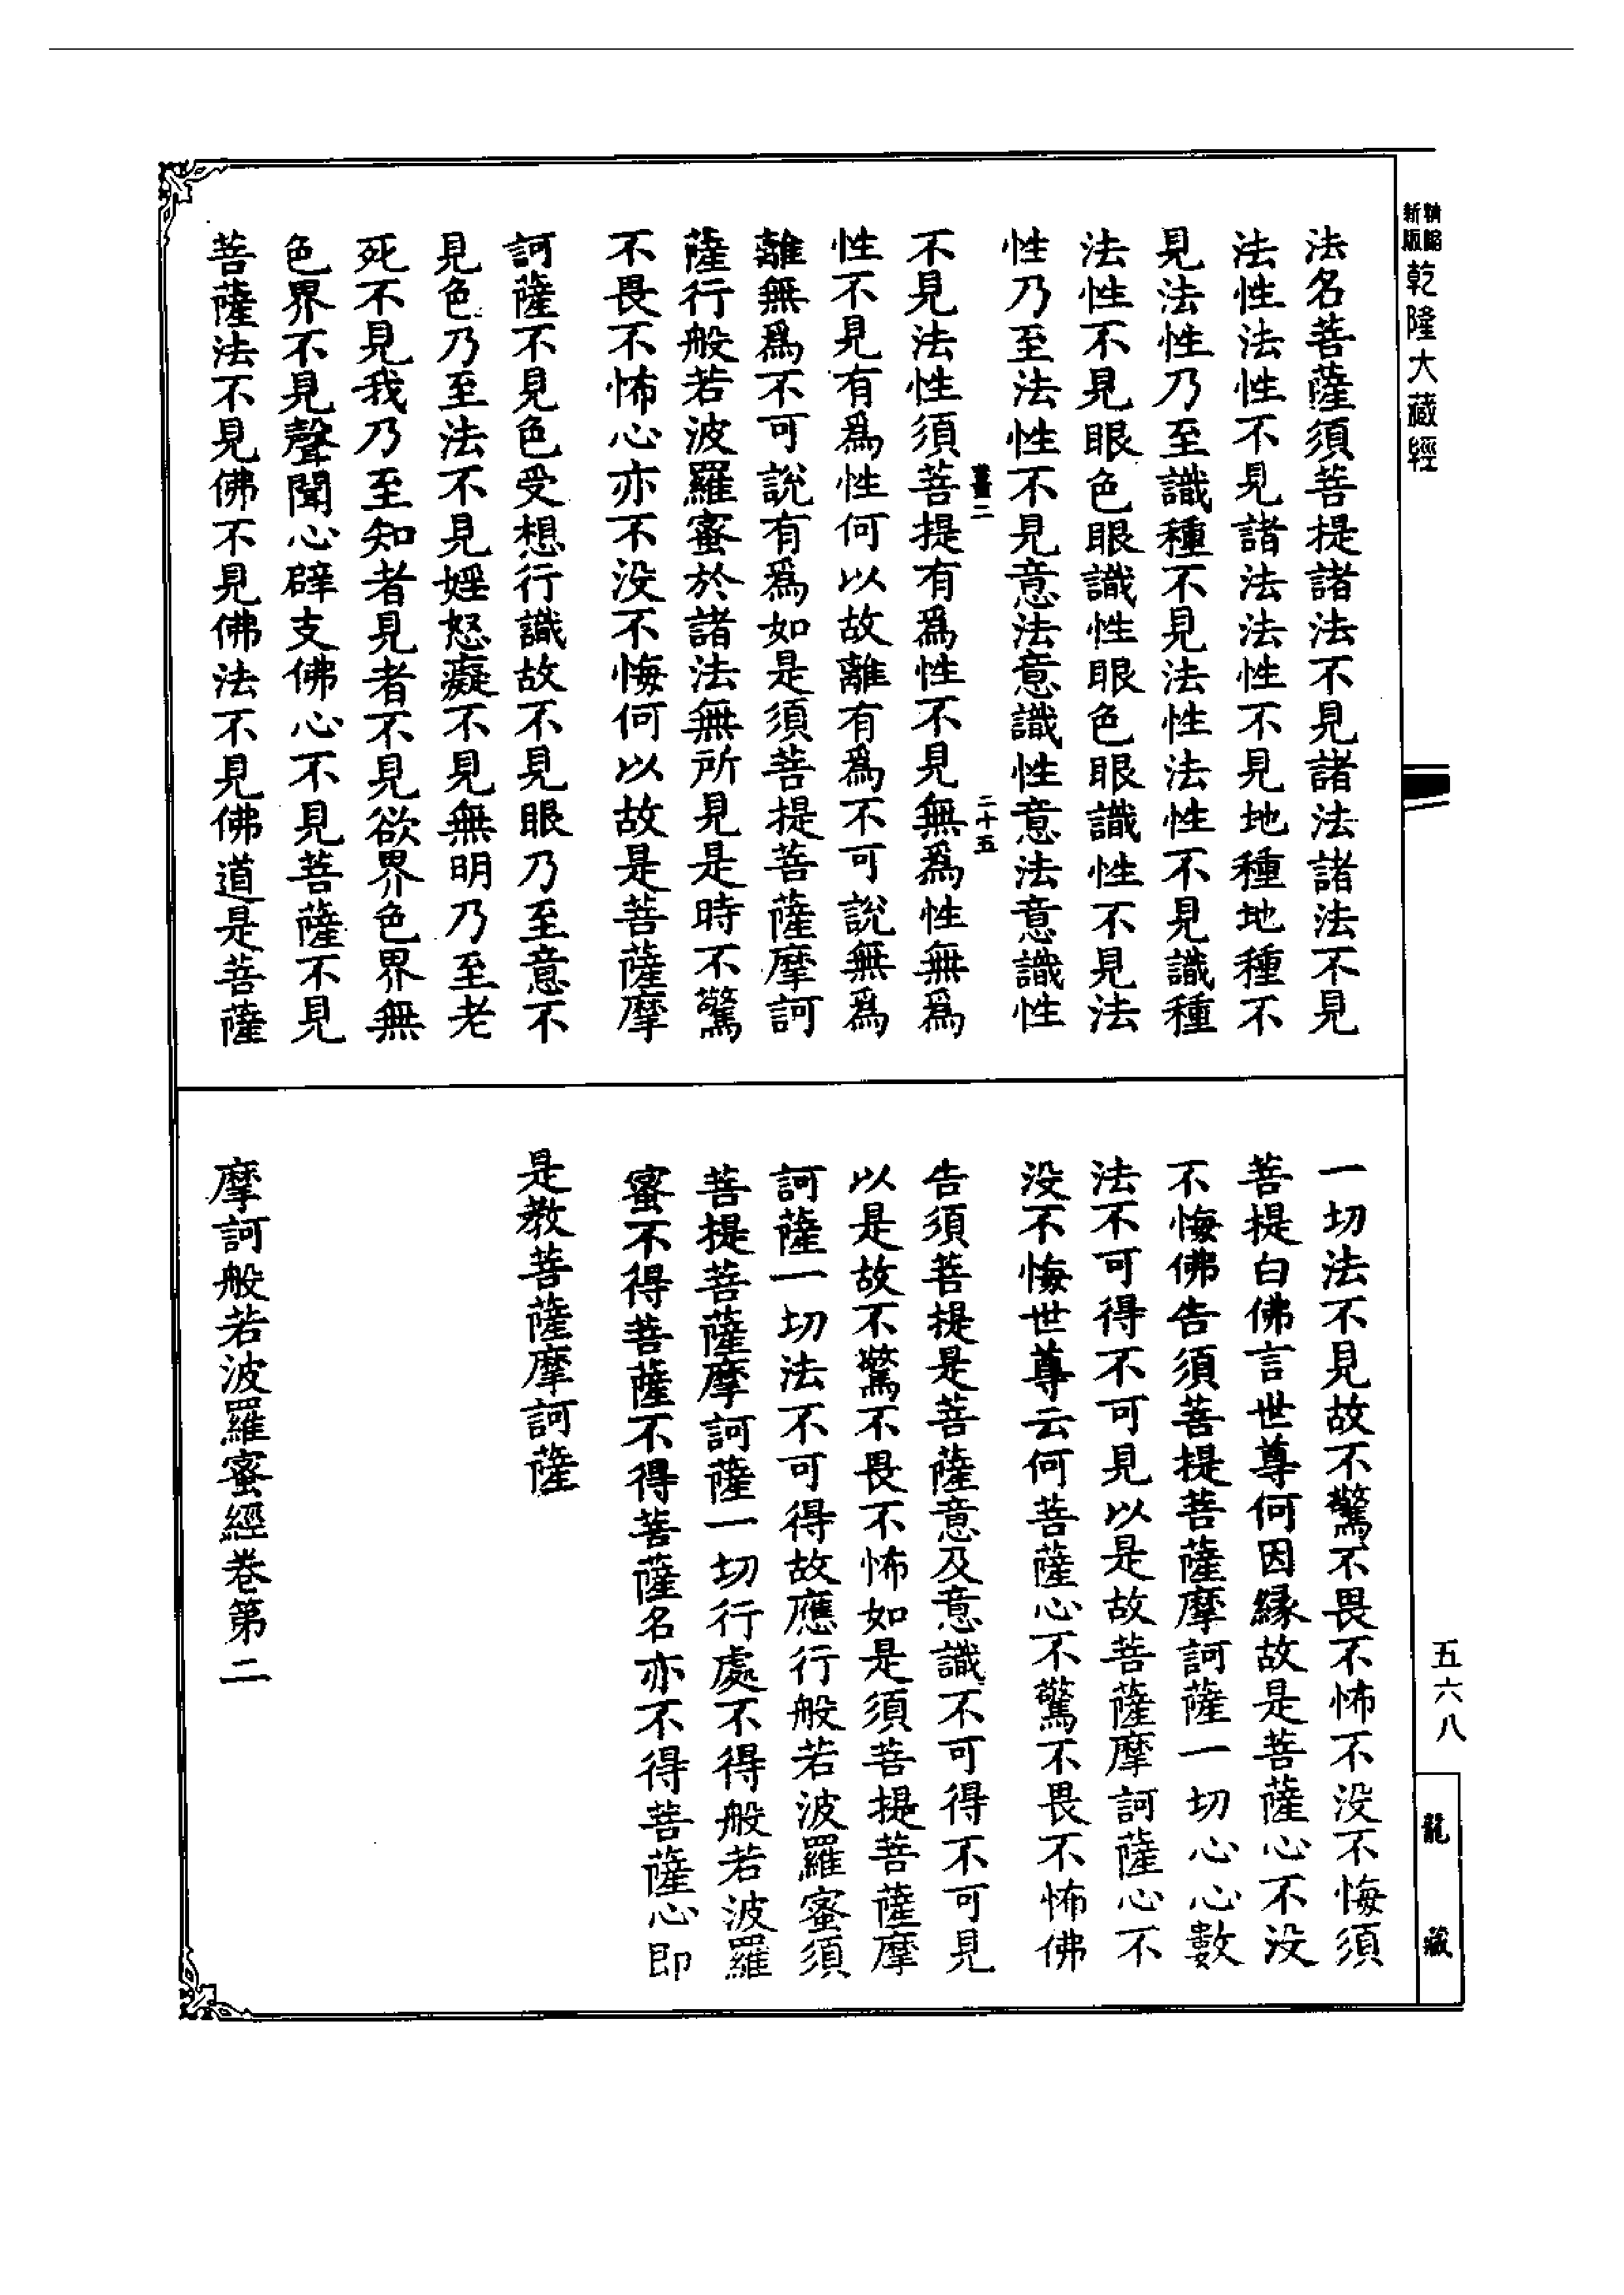 新版
精縮
乾隆大藏經
法名菩薩須菩提諸法不見諸法諸法不見
法性法性不見諸法法性不見地種地種不
見法性乃至識種不見法性法性不見識種
法性不見眼色眼識性眼色眼識性不見法
性乃至法性不見意法意識性意法意識性
二十五
不見法性須菩提有為性不見無為性無為
性不見有為性何以故離有為不可說無為
離無為不可說有為如是須菩提菩薩摩訶
薩行般若波羅蜜於諸法無所見是時不驚
不畏不怖心亦不沒不悔何以故是菩薩摩
訶薩不見色受想行識故不見眼乃至意不
見色乃至法不見婬怒癡不見無明乃至老
死不見我乃至知者見者不見欲界色界無
色界不見聲聞心辟支佛心不見菩薩不見
菩薩法不見佛不見佛法不見佛道是菩薩
一切法不見故不驚不畏不怖不沒不悔須
菩提白佛言世尊何因緣故是菩薩心不沒
不悔佛告須菩提菩薩摩訶薩一切心心數
法不可得不可見以是故菩薩摩訶薩心不
沒不悔世尊云何菩薩心不驚不畏不怖佛
告須菩提是菩薩意及意識不可得不可見
以是故不驚不畏不怖如是須菩提菩薩摩
訶薩一切法不可得故應行般若波羅蜜須
菩提菩薩摩訶薩一切行處不得般若波羅
蜜不得菩薩不得菩薩名亦不得菩薩心即
是教菩薩摩訶薩
摩訶般若波羅蜜經卷第二
五六八
龍藏